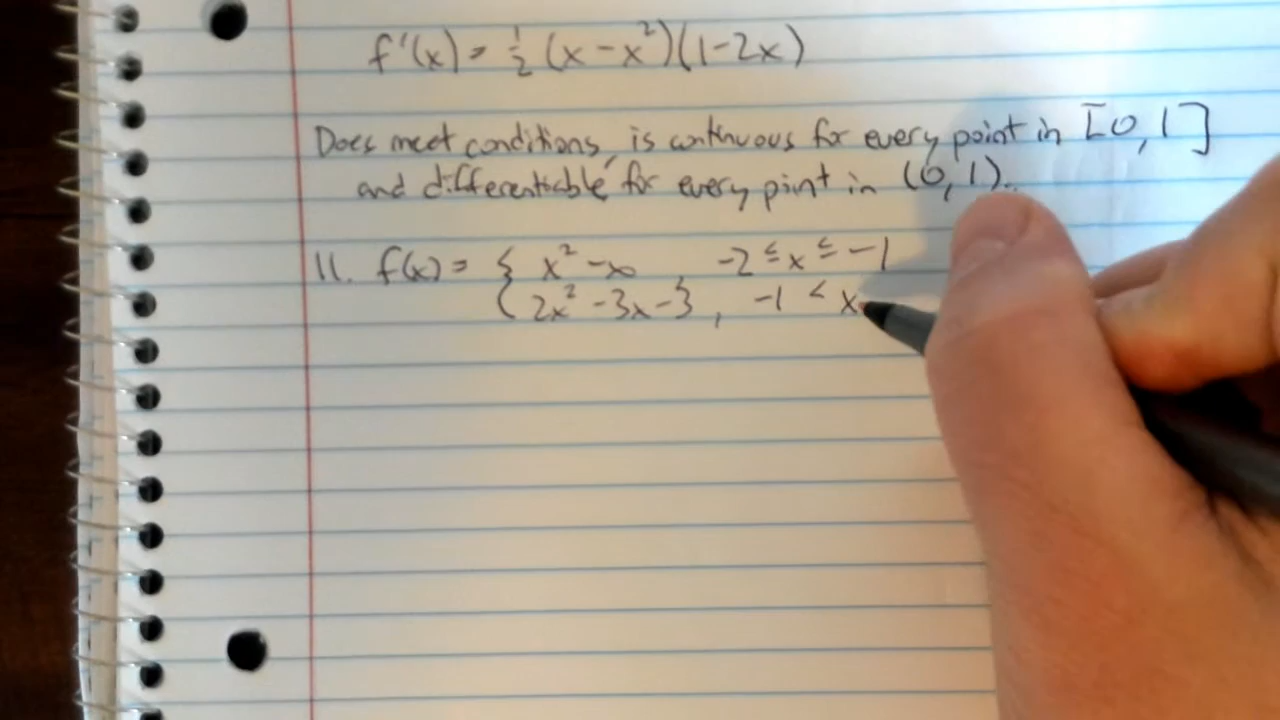 f'(x) = 1/2 (x - x²)(1-2x)
Does meet conditions, is continuous for every point in [0,1]
and differentiable for every point in (0,1).
11. f(x) = { x² - x , -2 ≤ x ≤ -1
2x² - 3x - 3 , -1 < x